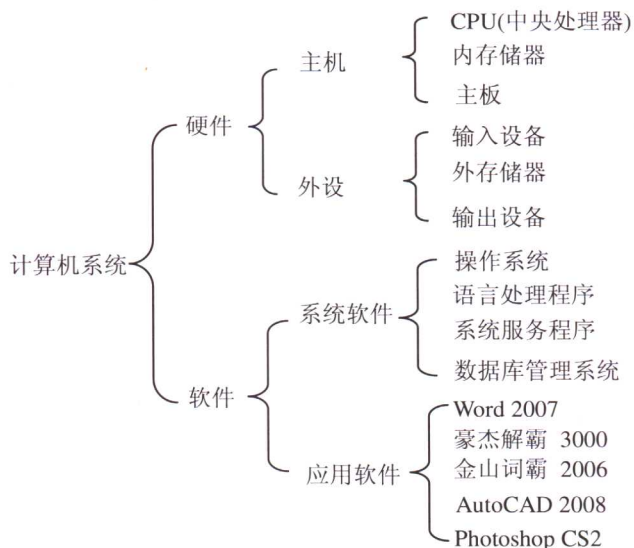 CPU(中央处理器)
主机
内存储器
主板
硬件
输入设备
外设
外存储器
输出设备
计算机系统
操作系统
系统软件
语言处理程序
系统服务程序
数据库管理系统
软件
Word 2007
豪杰解霸 3000
应用软件
金山词霸 2006
AutoCAD 2008
Photoshop CS2